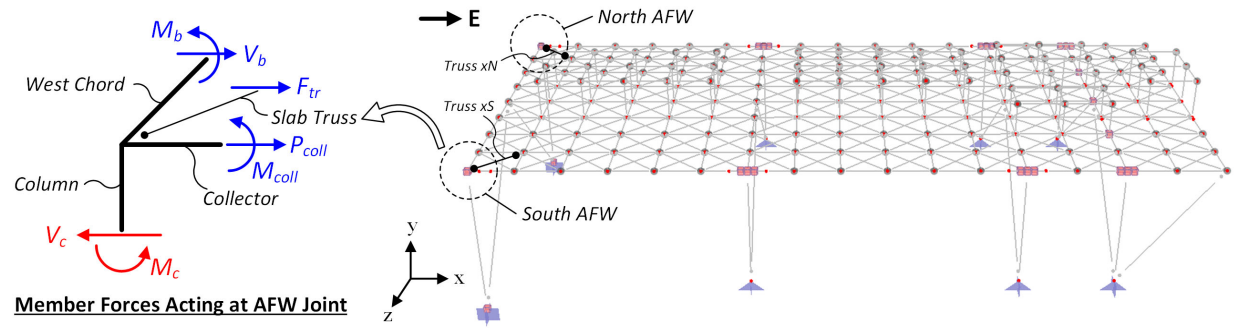 M_b
V_b
West Chord
F_tr
Slab Truss
P_coll
M_coll
Column
Collector
V_c
M_c
Member Forces Acting at AFW Joint
E
North AFW
Truss xN
Truss xS
South AFW
y
x
z